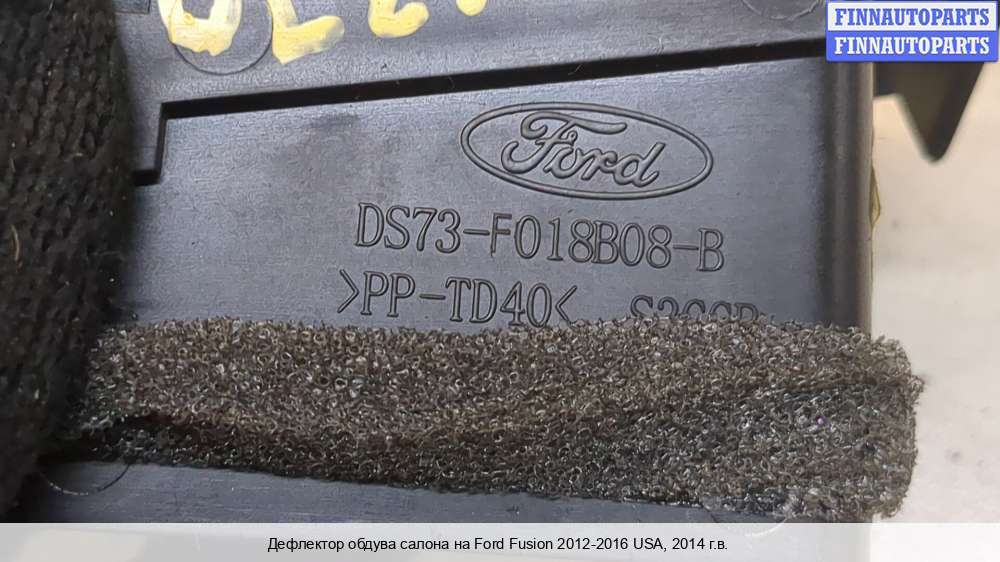 FINNAUTOPARTS
FINNAUTOPARTS
Ford
DS73-F018B08-B
>PP-TD40<
Дефлектор обдува салона на Ford Fusion 2012-2016 USA, 2014 г.в.